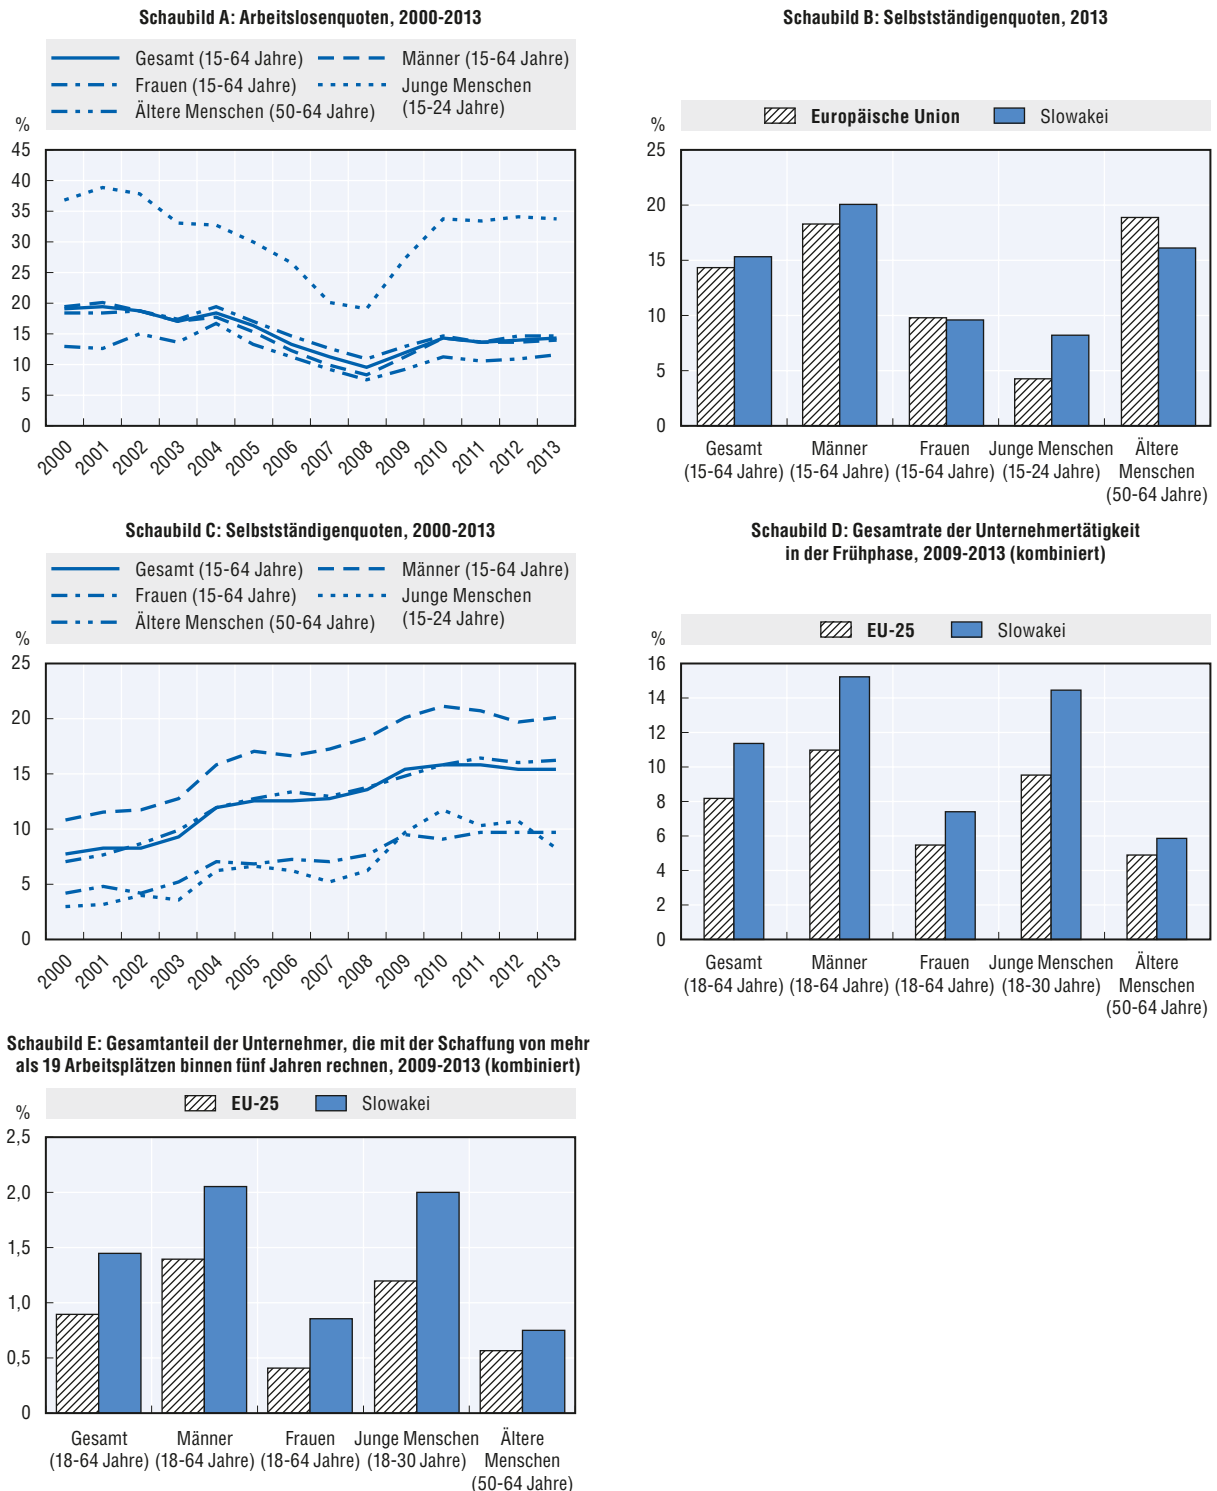 Schaubild A: Arbeitslosenquoten, 2000-2013
Gesamt (15-64 Jahre)
Männer (15-64 Jahre)
Frauen (15-64 Jahre)
Junge Menschen
(15-24 Jahre)
Ältere Menschen (50-64 Jahre)
%
45
40
35
30
25
20
15
10
5
0
2000
2001
2002
2003
2004
2005
2006
2007
2008
2009
2010
2011
2012
2013
Schaubild B: Selbstständigenquoten, 2013
Europäische Union
Slowakei
%
25
20
15
10
5
0
Gesamt
(15-64 Jahre)
Männer
(15-64 Jahre)
Frauen
(15-64 Jahre)
Junge Menschen
(15-24 Jahre)
Ältere
Menschen
(50-64 Jahre)
Schaubild C: Selbstständigenquoten, 2000-2013
Gesamt (15-64 Jahre)
Männer (15-64 Jahre)
Frauen (15-64 Jahre)
Junge Menschen
(15-24 Jahre)
Ältere Menschen (50-64 Jahre)
%
25
20
15
10
5
0
2000
2001
2002
2003
2004
2005
2006
2007
2008
2009
2010
2011
2012
2013
Schaubild D: Gesamtrate der Unternehmertätigkeit
in der Frühphase, 2009-2013 (kombiniert)
EU-25
Slowakei
%
16
14
12
10
8
6
4
2
0
Gesamt
(18-64 Jahre)
Männer
(18-64 Jahre)
Frauen
(18-64 Jahre)
Junge Menschen
(18-30 Jahre)
Ältere
Menschen
(50-64 Jahre)
Schaubild E: Gesamtanteil der Unternehmer, die mit der Schaffung von mehr
als 19 Arbeitsplätzen binnen fünf Jahren rechnen, 2009-2013 (kombiniert)
EU-25
Slowakei
%
2,5
2,0
1,5
1,0
0,5
0
Gesamt
(18-64 Jahre)
Männer
(18-64 Jahre)
Frauen
(18-64 Jahre)
Junge Menschen
(18-30 Jahre)
Ältere
Menschen
(50-64 Jahre)